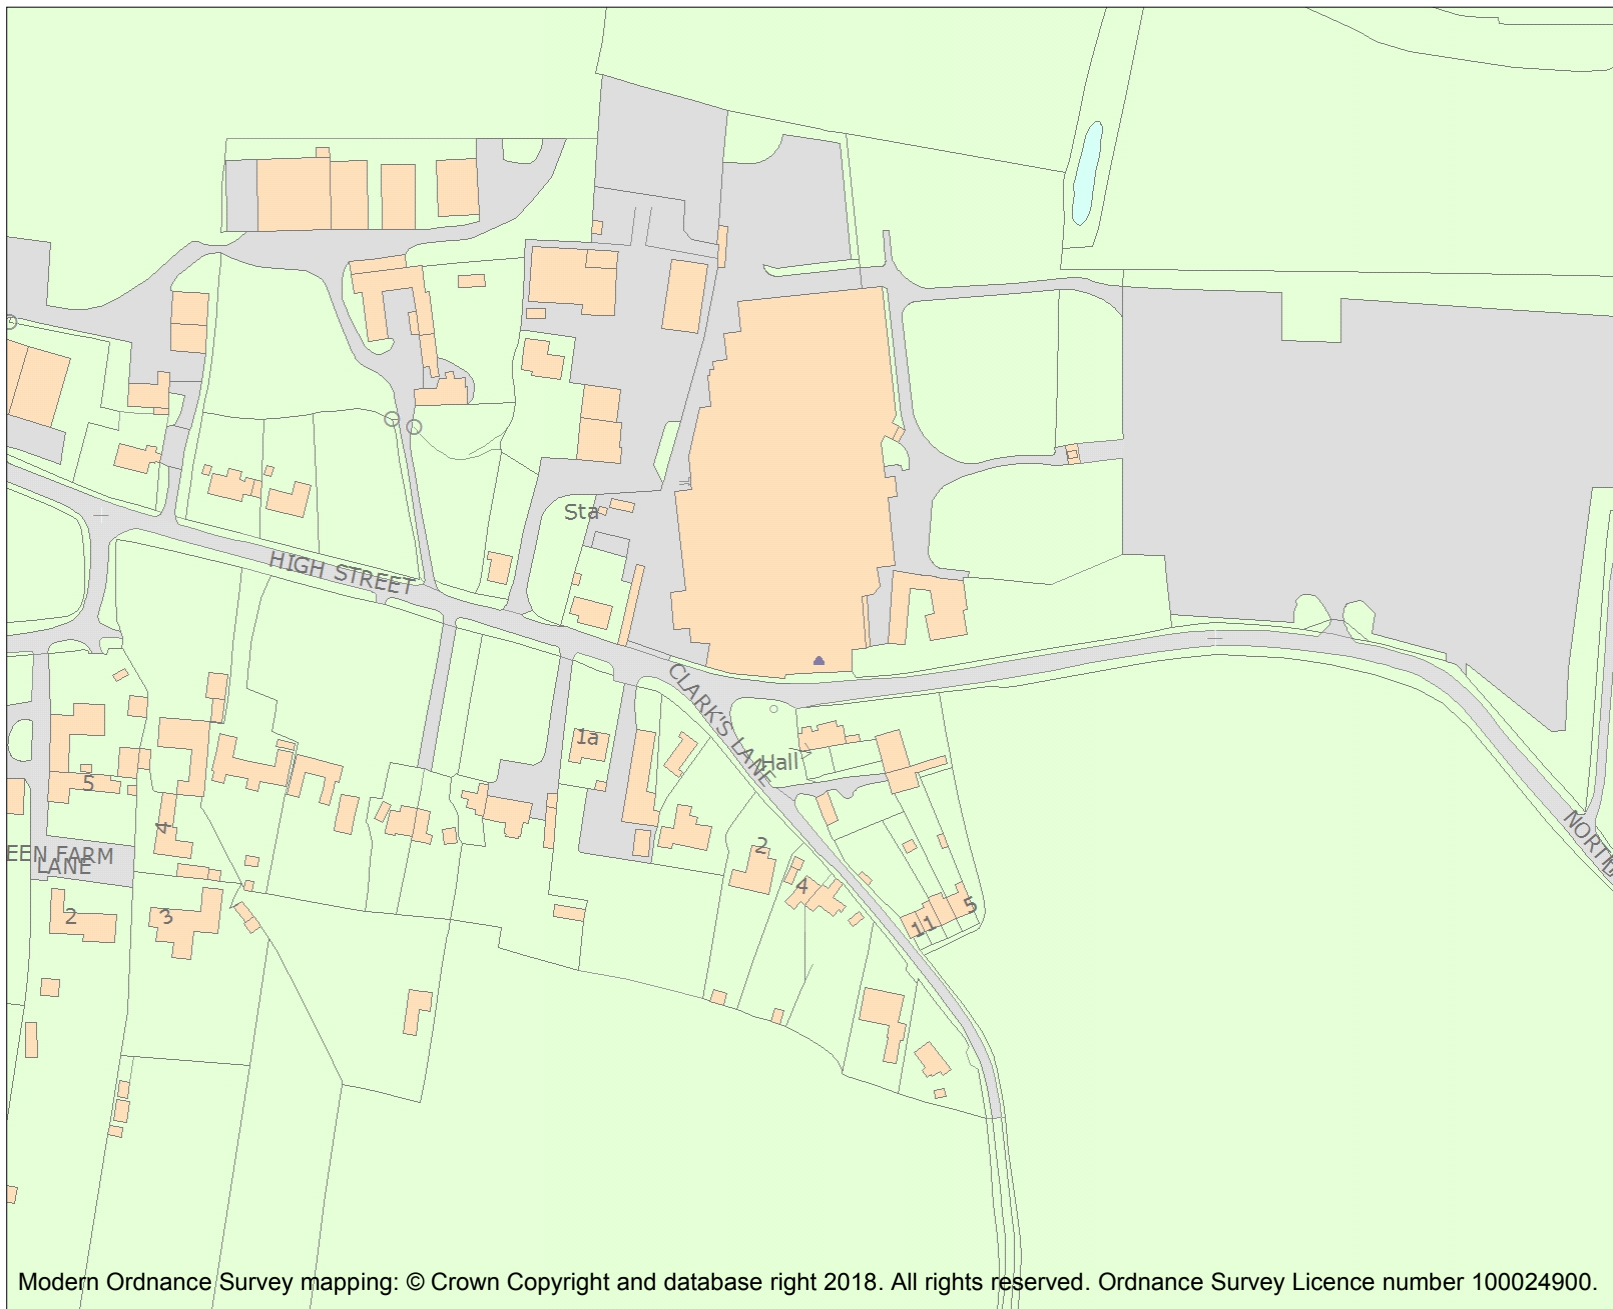 Sta
HIGH STREET
CLARK'S LANE
1a
Hall
5
4
2
EEN FARM
LANE
4
2
3
5
11
Modern Ordnance Survey mapping: © Crown Copyright and database right 2018. All rights reserved. Ordnance Survey Licence number 100024900.